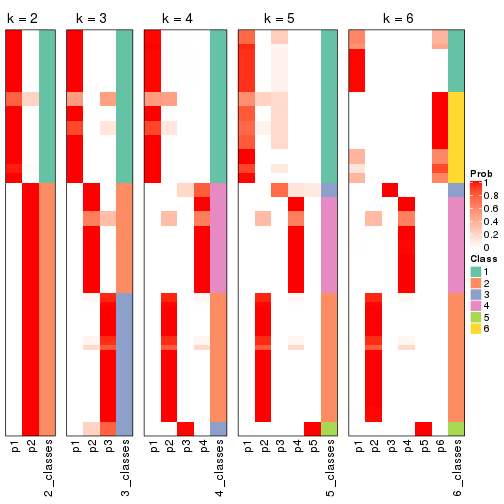 k = 2
k = 3
k = 4
k = 5
k = 6
p1
p2
2_classes
p1
p2
p3
3_classes
p1
p2
p3
p4
4_classes
p1
p2
p3
p4
p5
5_classes
p1
p2
p3
p4
p5
p6
6_classes
Prob
1
0.8
0.6
0.4
0.2
0
Class
1
2
3
4
5
6